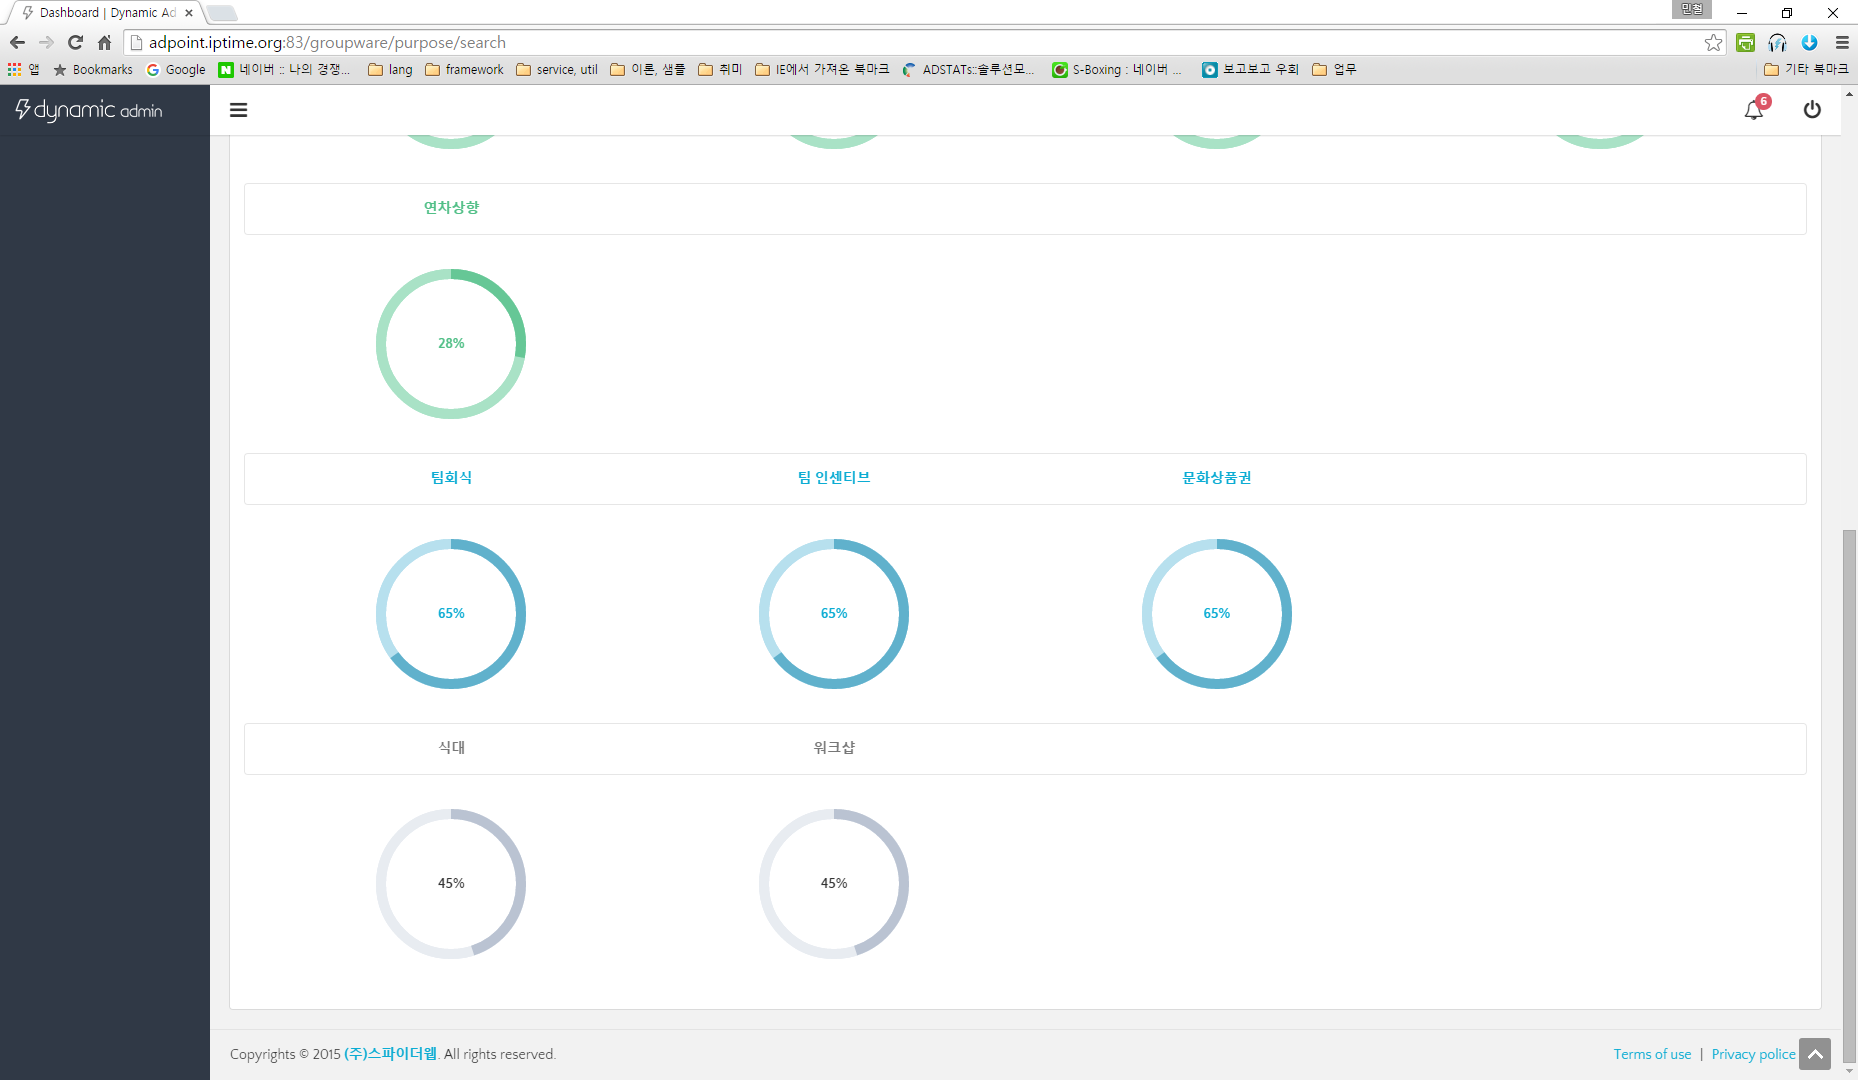 Dashboard | Dynamic Ad
민철
adpoint.iptime.org:83/groupware/purpose/search
앱 Bookmarks Google 네이버 :: 나의 경쟁... lang framework service, util 이론, 샘플 취미 IE에서 가져온 북마크 ADSTATs::솔루션모... S-Boxing : 네이버 ... 보고보고 우회 업무 기타 북마크
dynamic admin
6
연차상향
28%
팀회식 팀 인센티브 문화상품권
65% 65% 65%
식대 워크샵
45% 45%
Copyrights © 2015 (주)스파이더웹. All rights reserved.
Terms of use | Privacy police